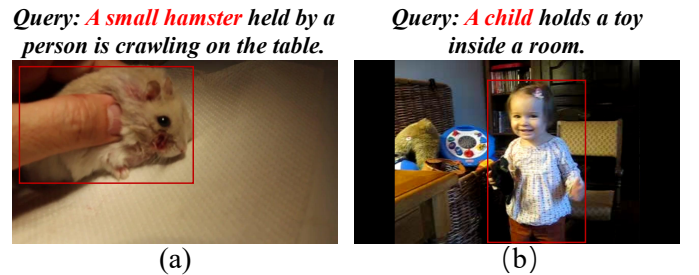 Query: A small hamster held by a
person is crawling on the table.
Query: A child holds a toy
inside a room.
(a)
(b)